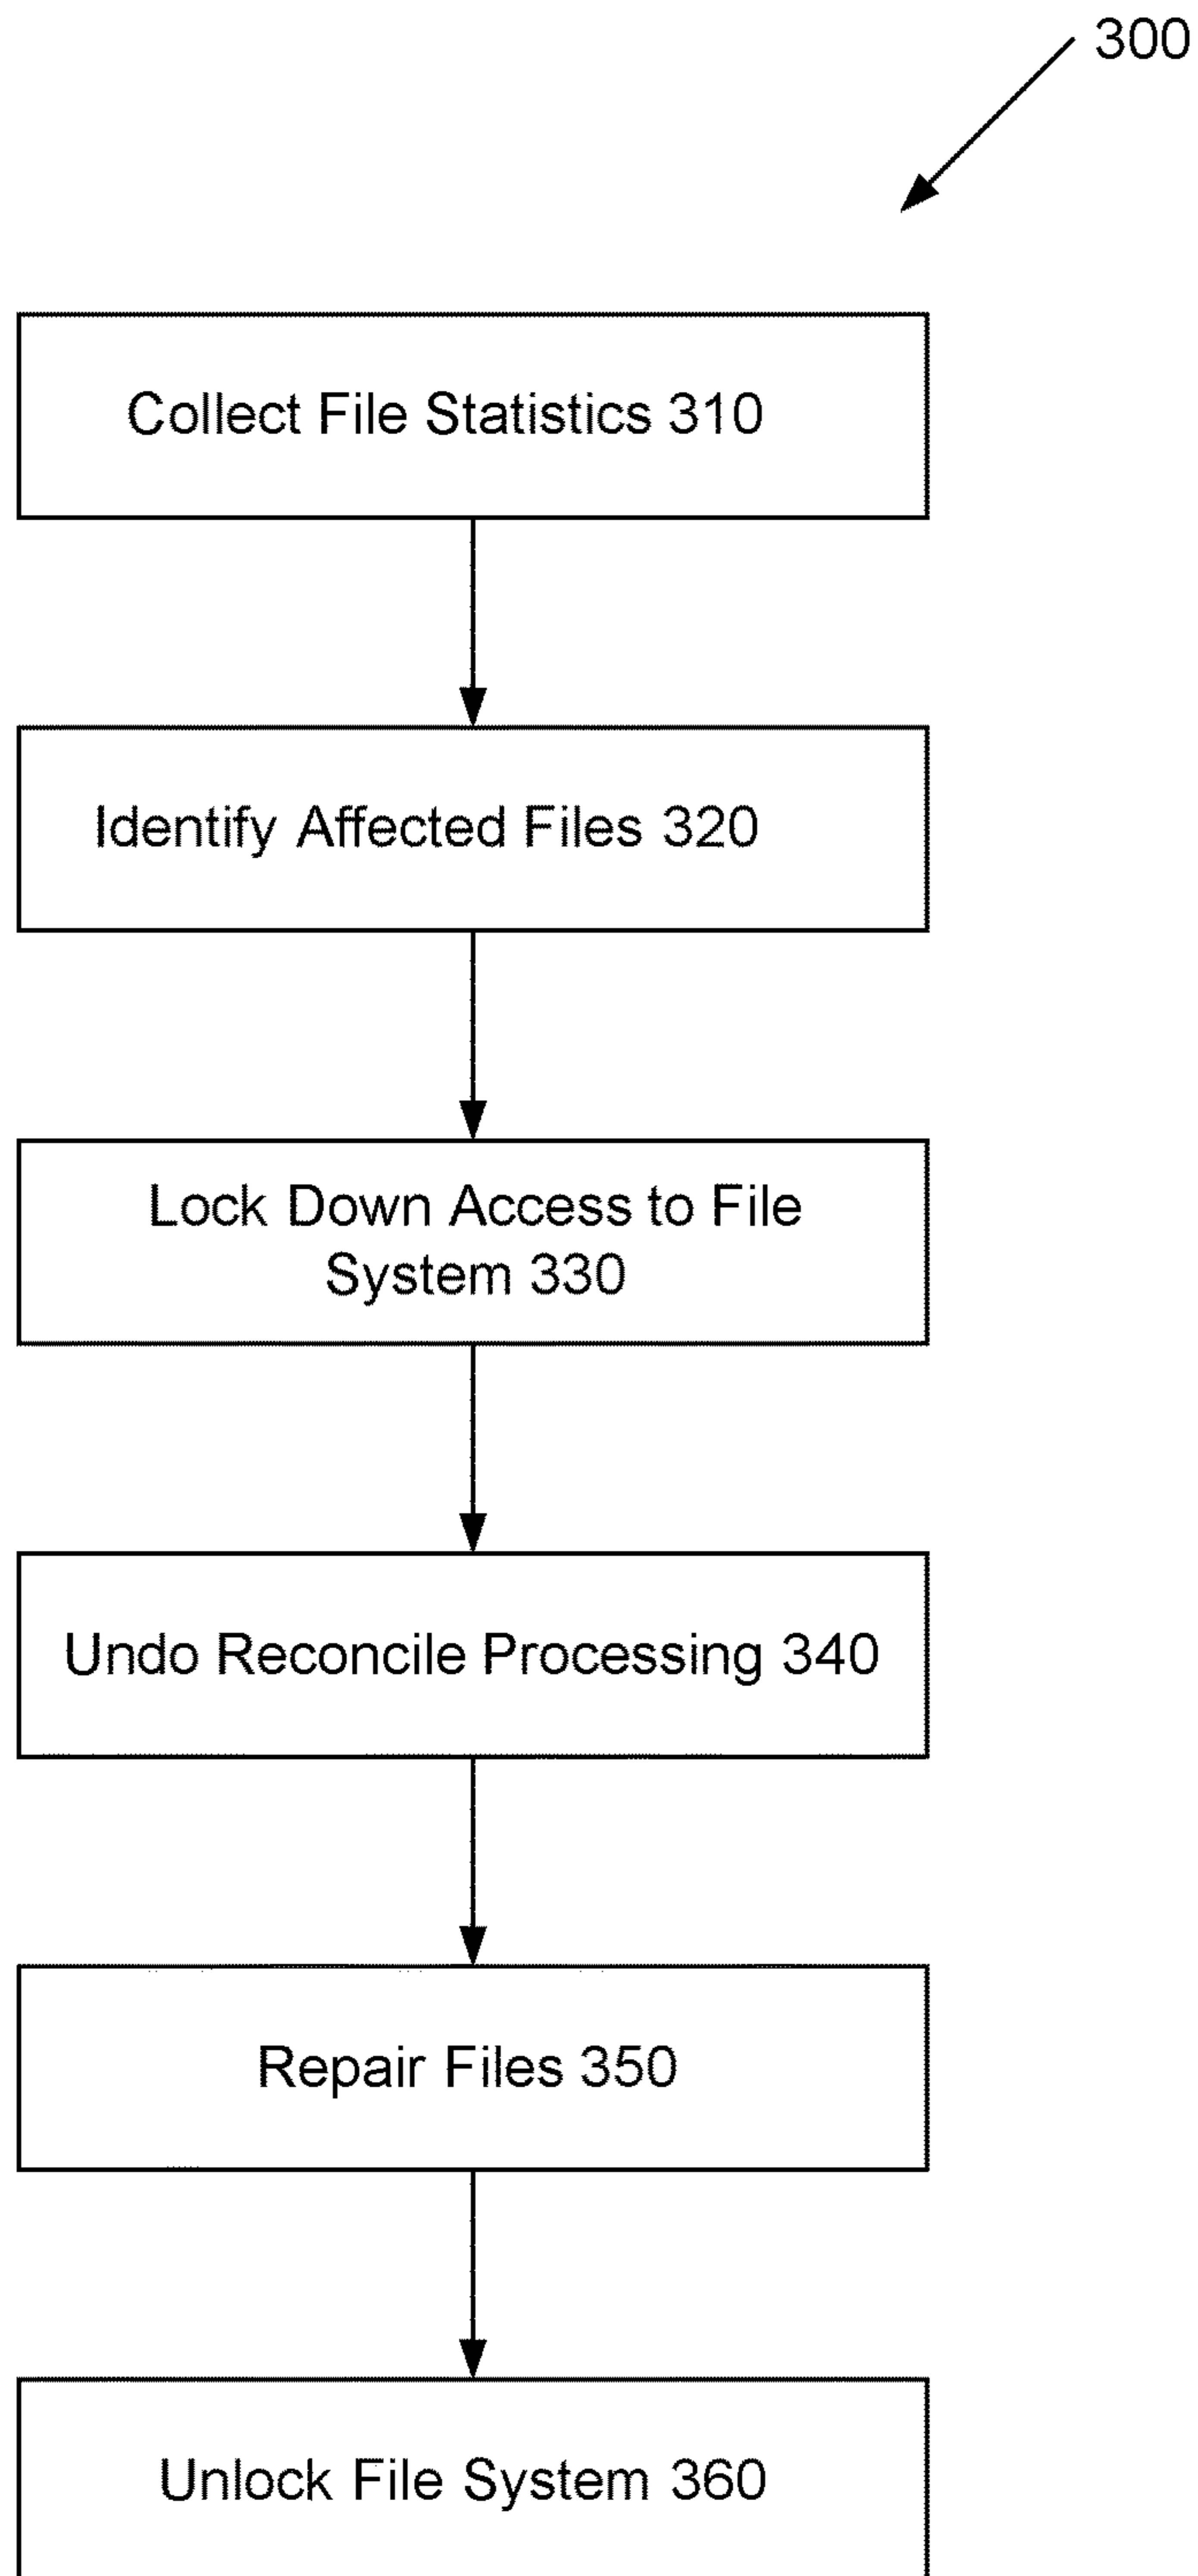 300
Collect File Statistics 310
Identify Affected Files 320
Lock Down Access to File
System 330
Undo Reconcile Processing 340
Repair Files 350
Unlock File System 360